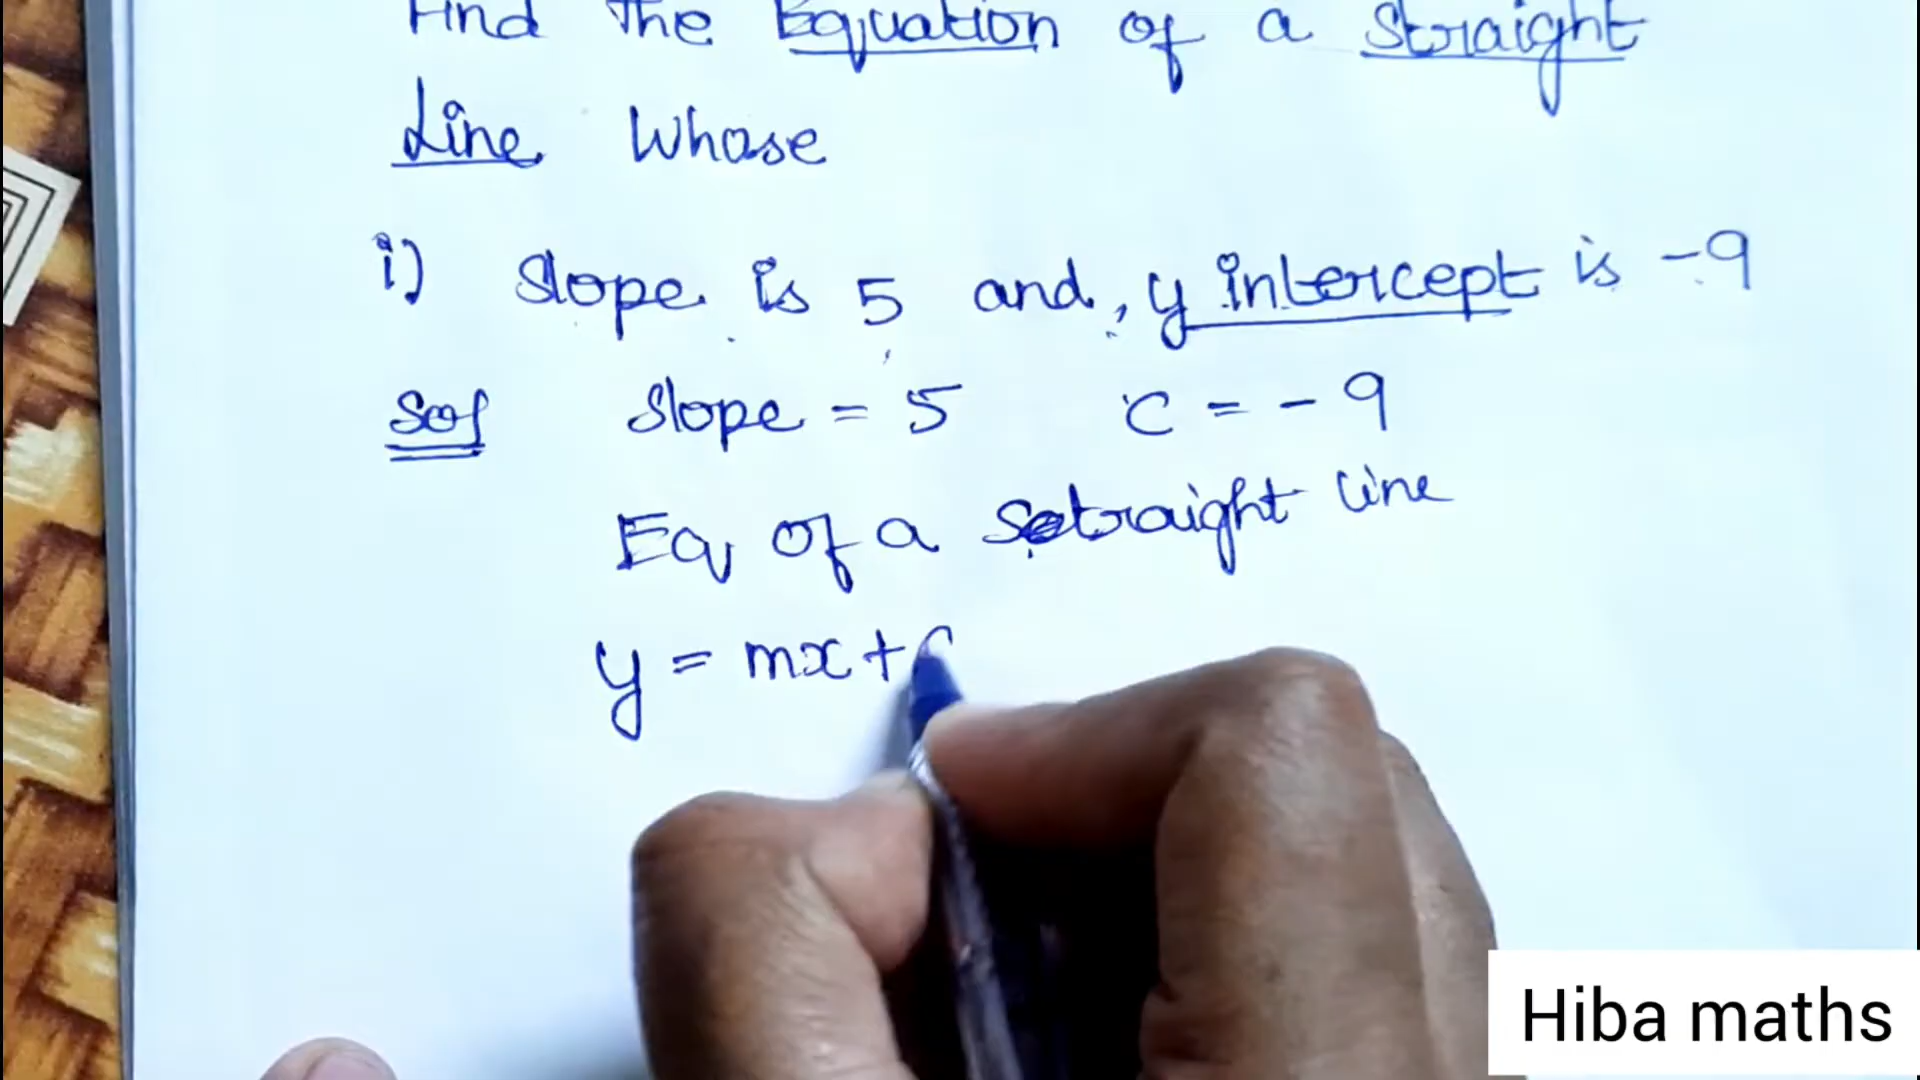 Find The Equation of a Straight
Line Whose
i) Slope is 5 and, y intercept is -9
Sol Slope = 5 C = - 9
Eq of a Straight line
y = mx + c
Hiba maths